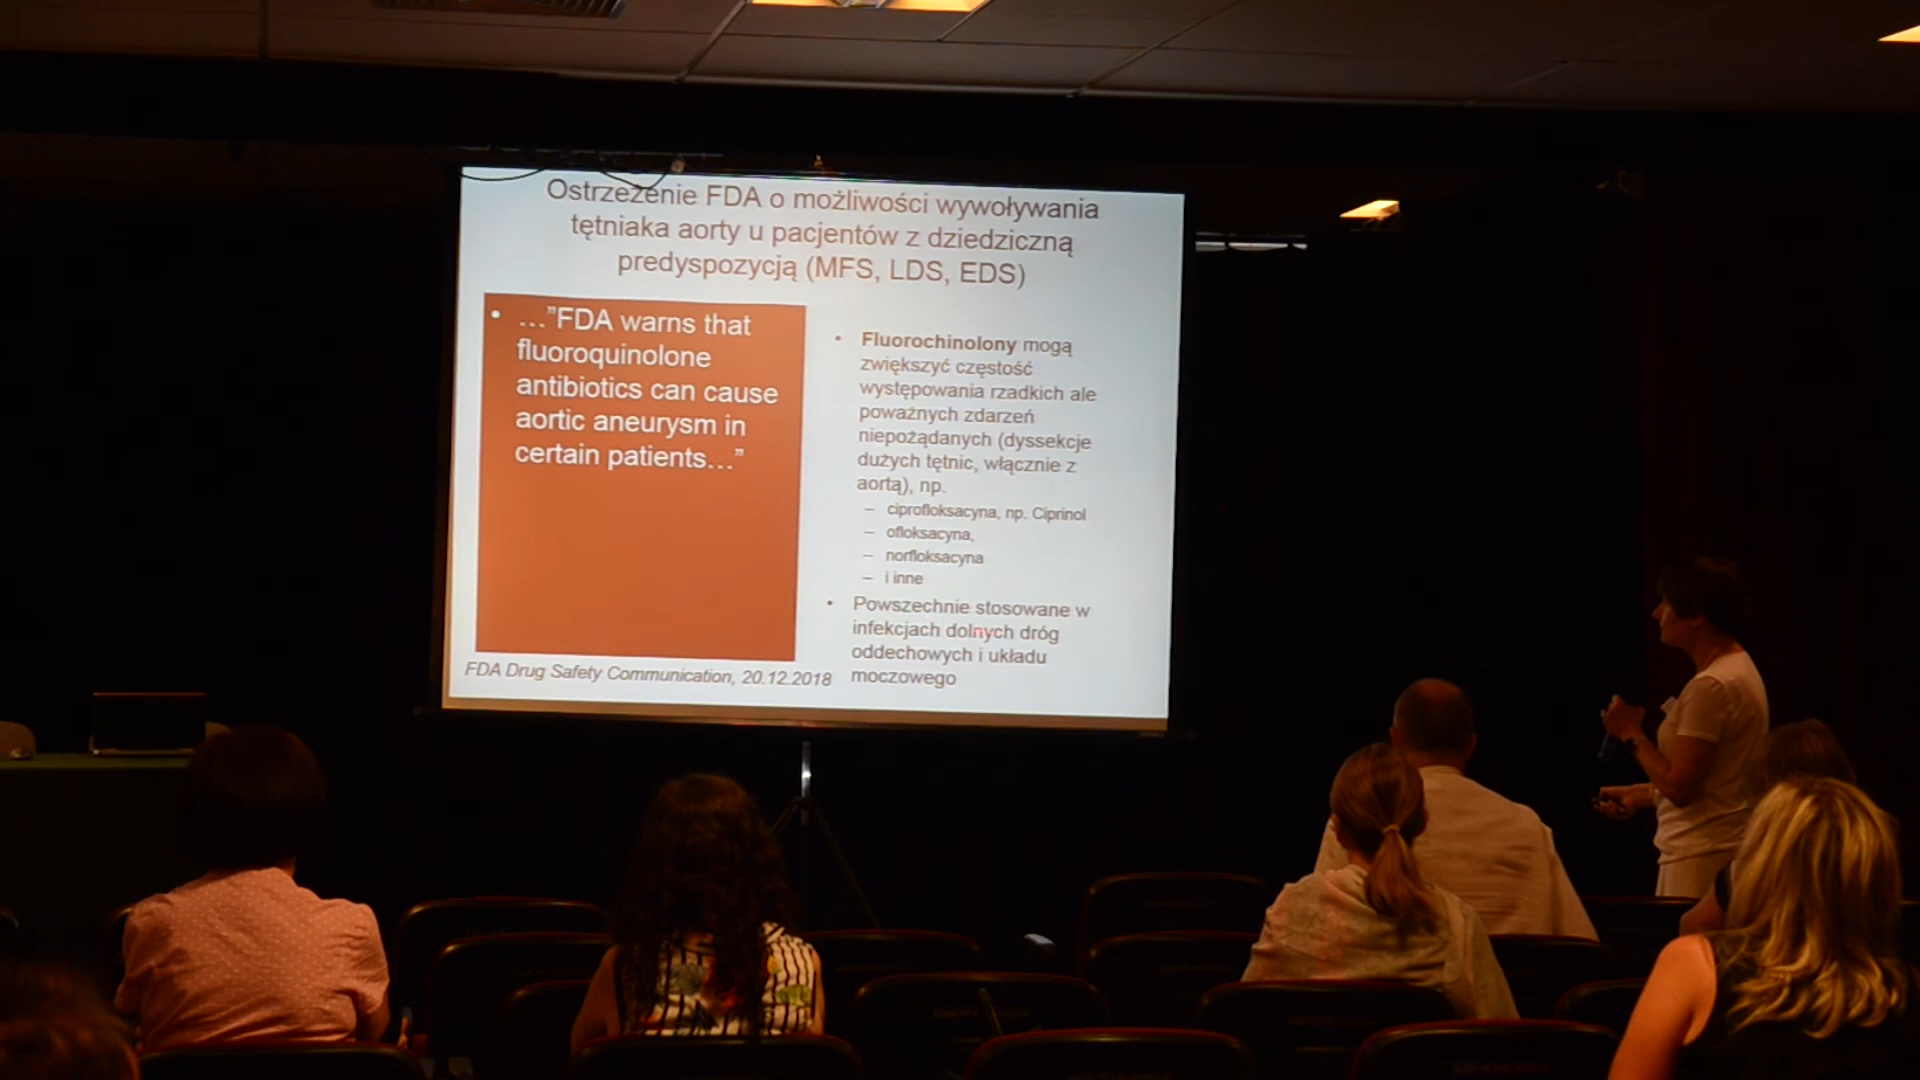 Ostrzeżenie FDA o możliwości wywoływania
tętniaka aorty u pacjentów z dziedziczną
predyspozycją (MFS, LDS, EDS)
• …”FDA warns that
fluoroquinolone
antibiotics can cause
aortic aneurysm in
certain patients…”
FDA Drug Safety Communication, 20.12.2018
• Fluorochinolony mogą
zwiększyć częstość
występowania rzadkich ale
poważnych zdarzeń
niepożądanych (dyssekcje
dużych tętnic, włącznie z
aortą), np.
– ciprofloksacyna, np. Ciprinol
– ofloksacyna,
– norfloksacyna
– i inne
• Powszechnie stosowane w
infekcjach dolnych dróg
oddechowych i układu
moczowego